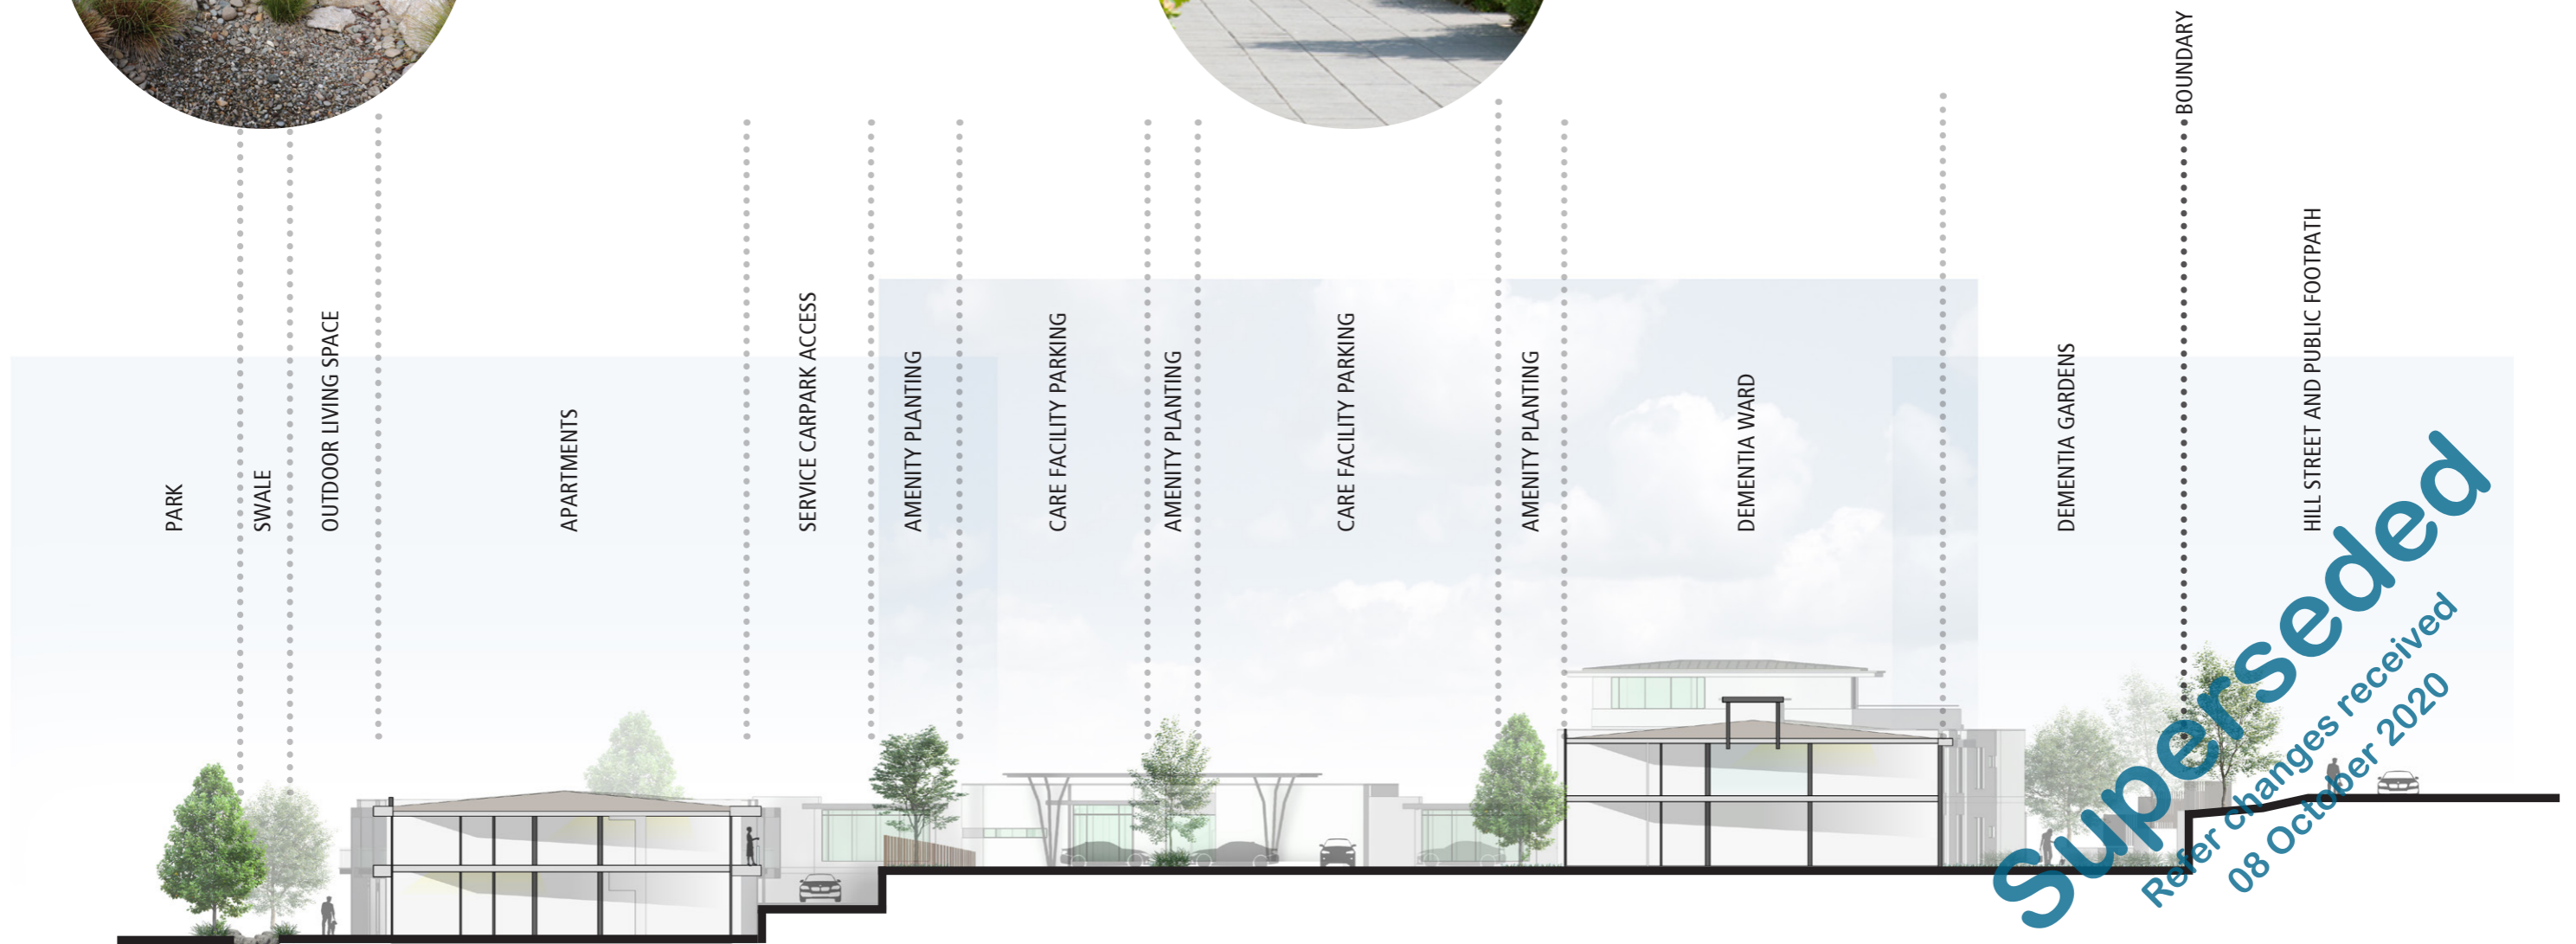 PARK
SWALE
OUTDOOR LIVING SPACE
APARTMENTS
SERVICE CARPARK ACCESS
AMENITY PLANTING
CARE FACILITY PARKING
AMENITY PLANTING
CARE FACILITY PARKING
AMENITY PLANTING
DEMENTIA WARD
DEMENTIA GARDENS
BOUNDARY
HILL STREET AND PUBLIC FOOTPATH
Superseded
Refer changes received
08 October 2020